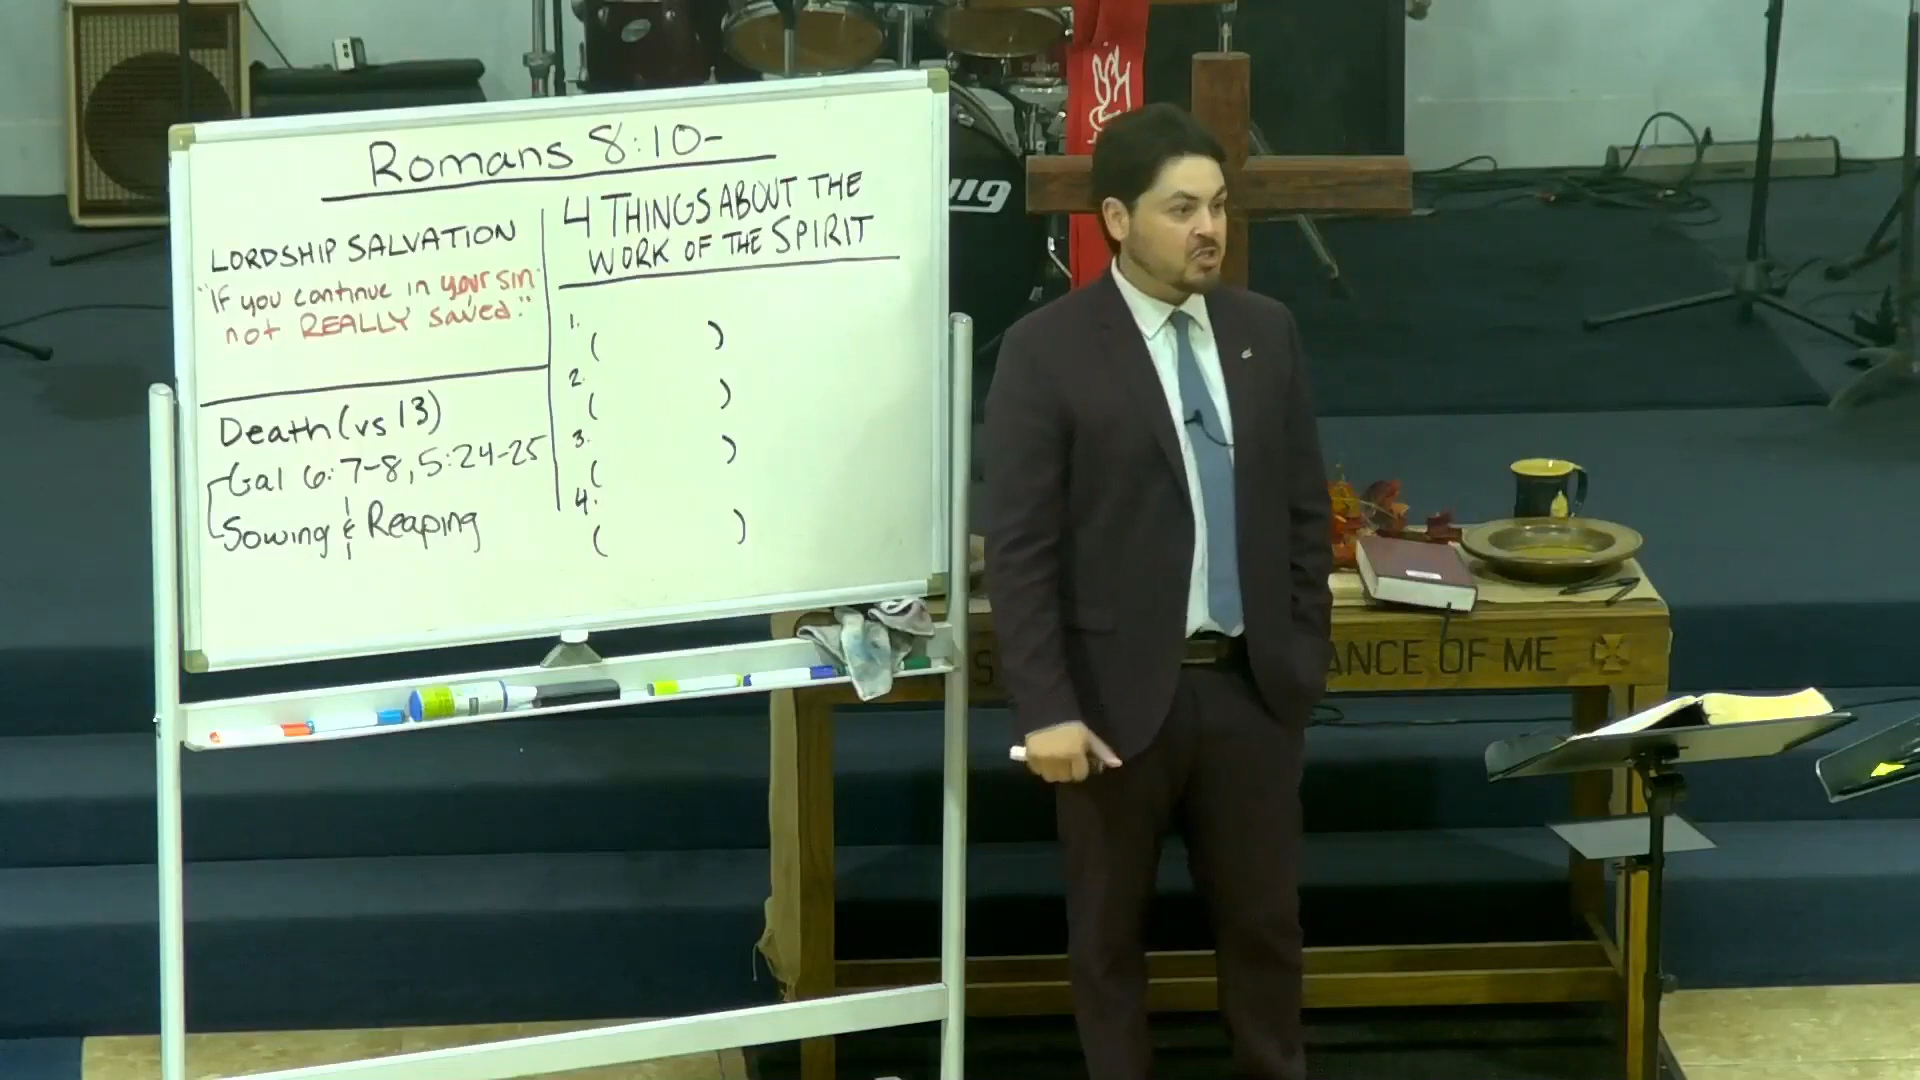 Romans 8:10-
LORDSHIP SALVATION
"If you continue in your sin
not REALLY saved."
Death (vs 13)
Gal 6:7-8, 5:24-25
Sowing & Reaping
4 THINGS ABOUT THE
WORK OF THE SPIRIT
1.
( )
2.
( )
3.
( )
4.
( )
ANCE OF ME